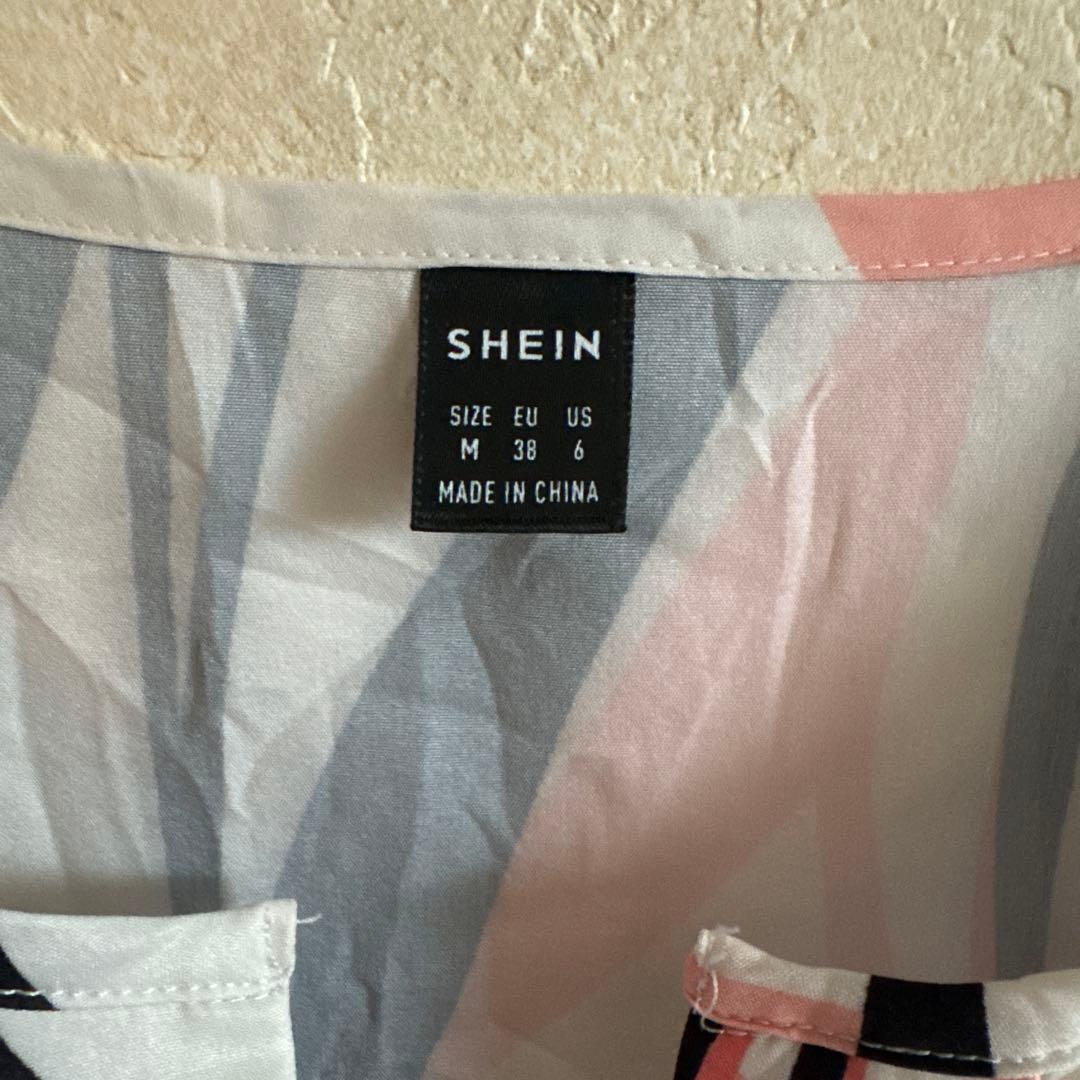 SHEIN
SIZE EU US
M 38 6
MADE IN CHINA